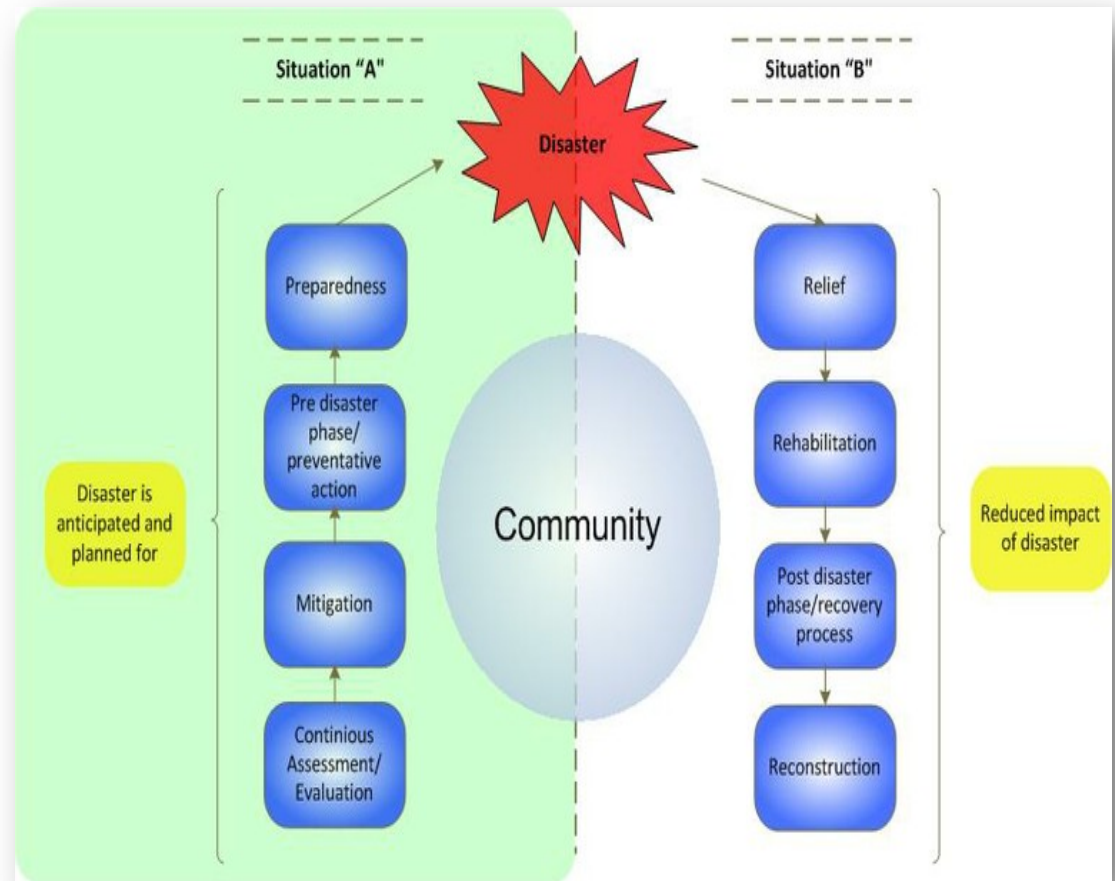 Situation “A"
Situation “B"
Disaster
Preparedness
Pre disaster
phase/
preventative
action
Mitigation
Continious
Assessment/
Evaluation
Disaster is
anticipated and
planned for
Community
Relief
Rehabilitation
Post disaster
phase/recovery
process
Reconstruction
Reduced impact
of disaster